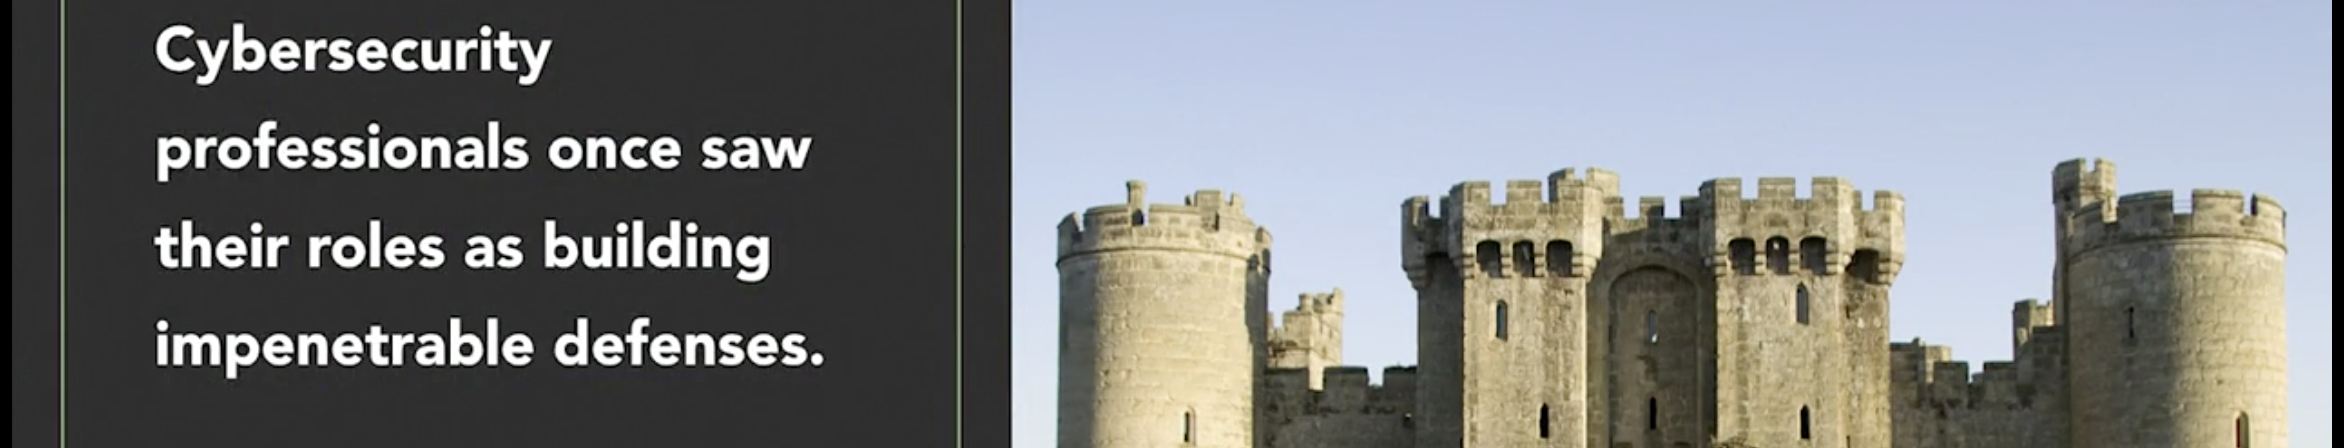 Cybersecurity
professionals once saw
their roles as building
impenetrable defenses.